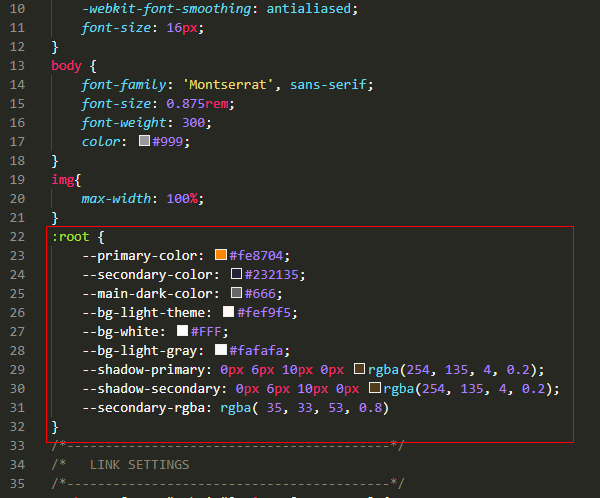 10 -webkit-font-smoothing: antialiased;
11 font-size: 16px;
12 }
13 body {
14 font-family: 'Montserrat', sans-serif;
15 font-size: 0.875rem;
16 font-weight: 300;
17 color: #999;
18 }
19 img{
20 max-width: 100%;
21 }
22 :root {
23 --primary-color: #fe8704;
24 --secondary-color: #232135;
25 --main-dark-color: #666;
26 --bg-light-theme: #fef9f5;
27 --bg-white: #FFF;
28 --bg-light-gray: #fafafa;
29 --shadow-primary: 0px 6px 10px 0px rgba(254, 135, 4, 0.2);
30 --shadow-secondary: 0px 6px 10px 0px rgba(254, 135, 4, 0.2);
31 --secondary-rgba: rgba( 35, 33, 53, 0.8)
32 }
33 /*------------------------------------------*/
34 /* LINK SETTINGS
35 /*------------------------------------------*/